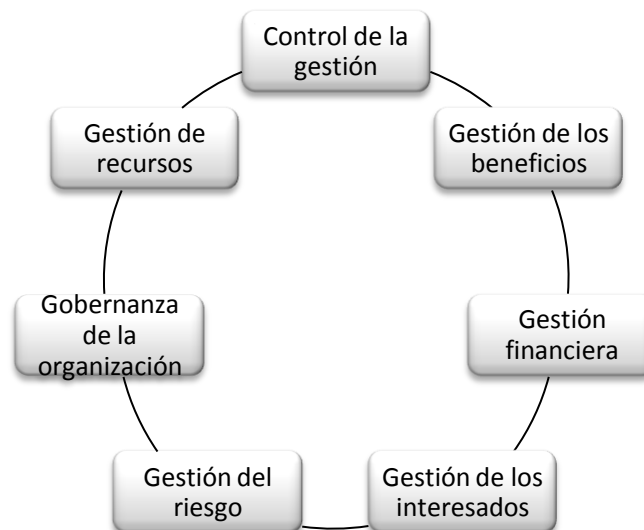 Control de la
gestión
Gestión de los
beneficios
Gestión
financiera
Gestión de los
interesados
Gestión del
riesgo
Gobernanza
de la
organización
Gestión de
recursos